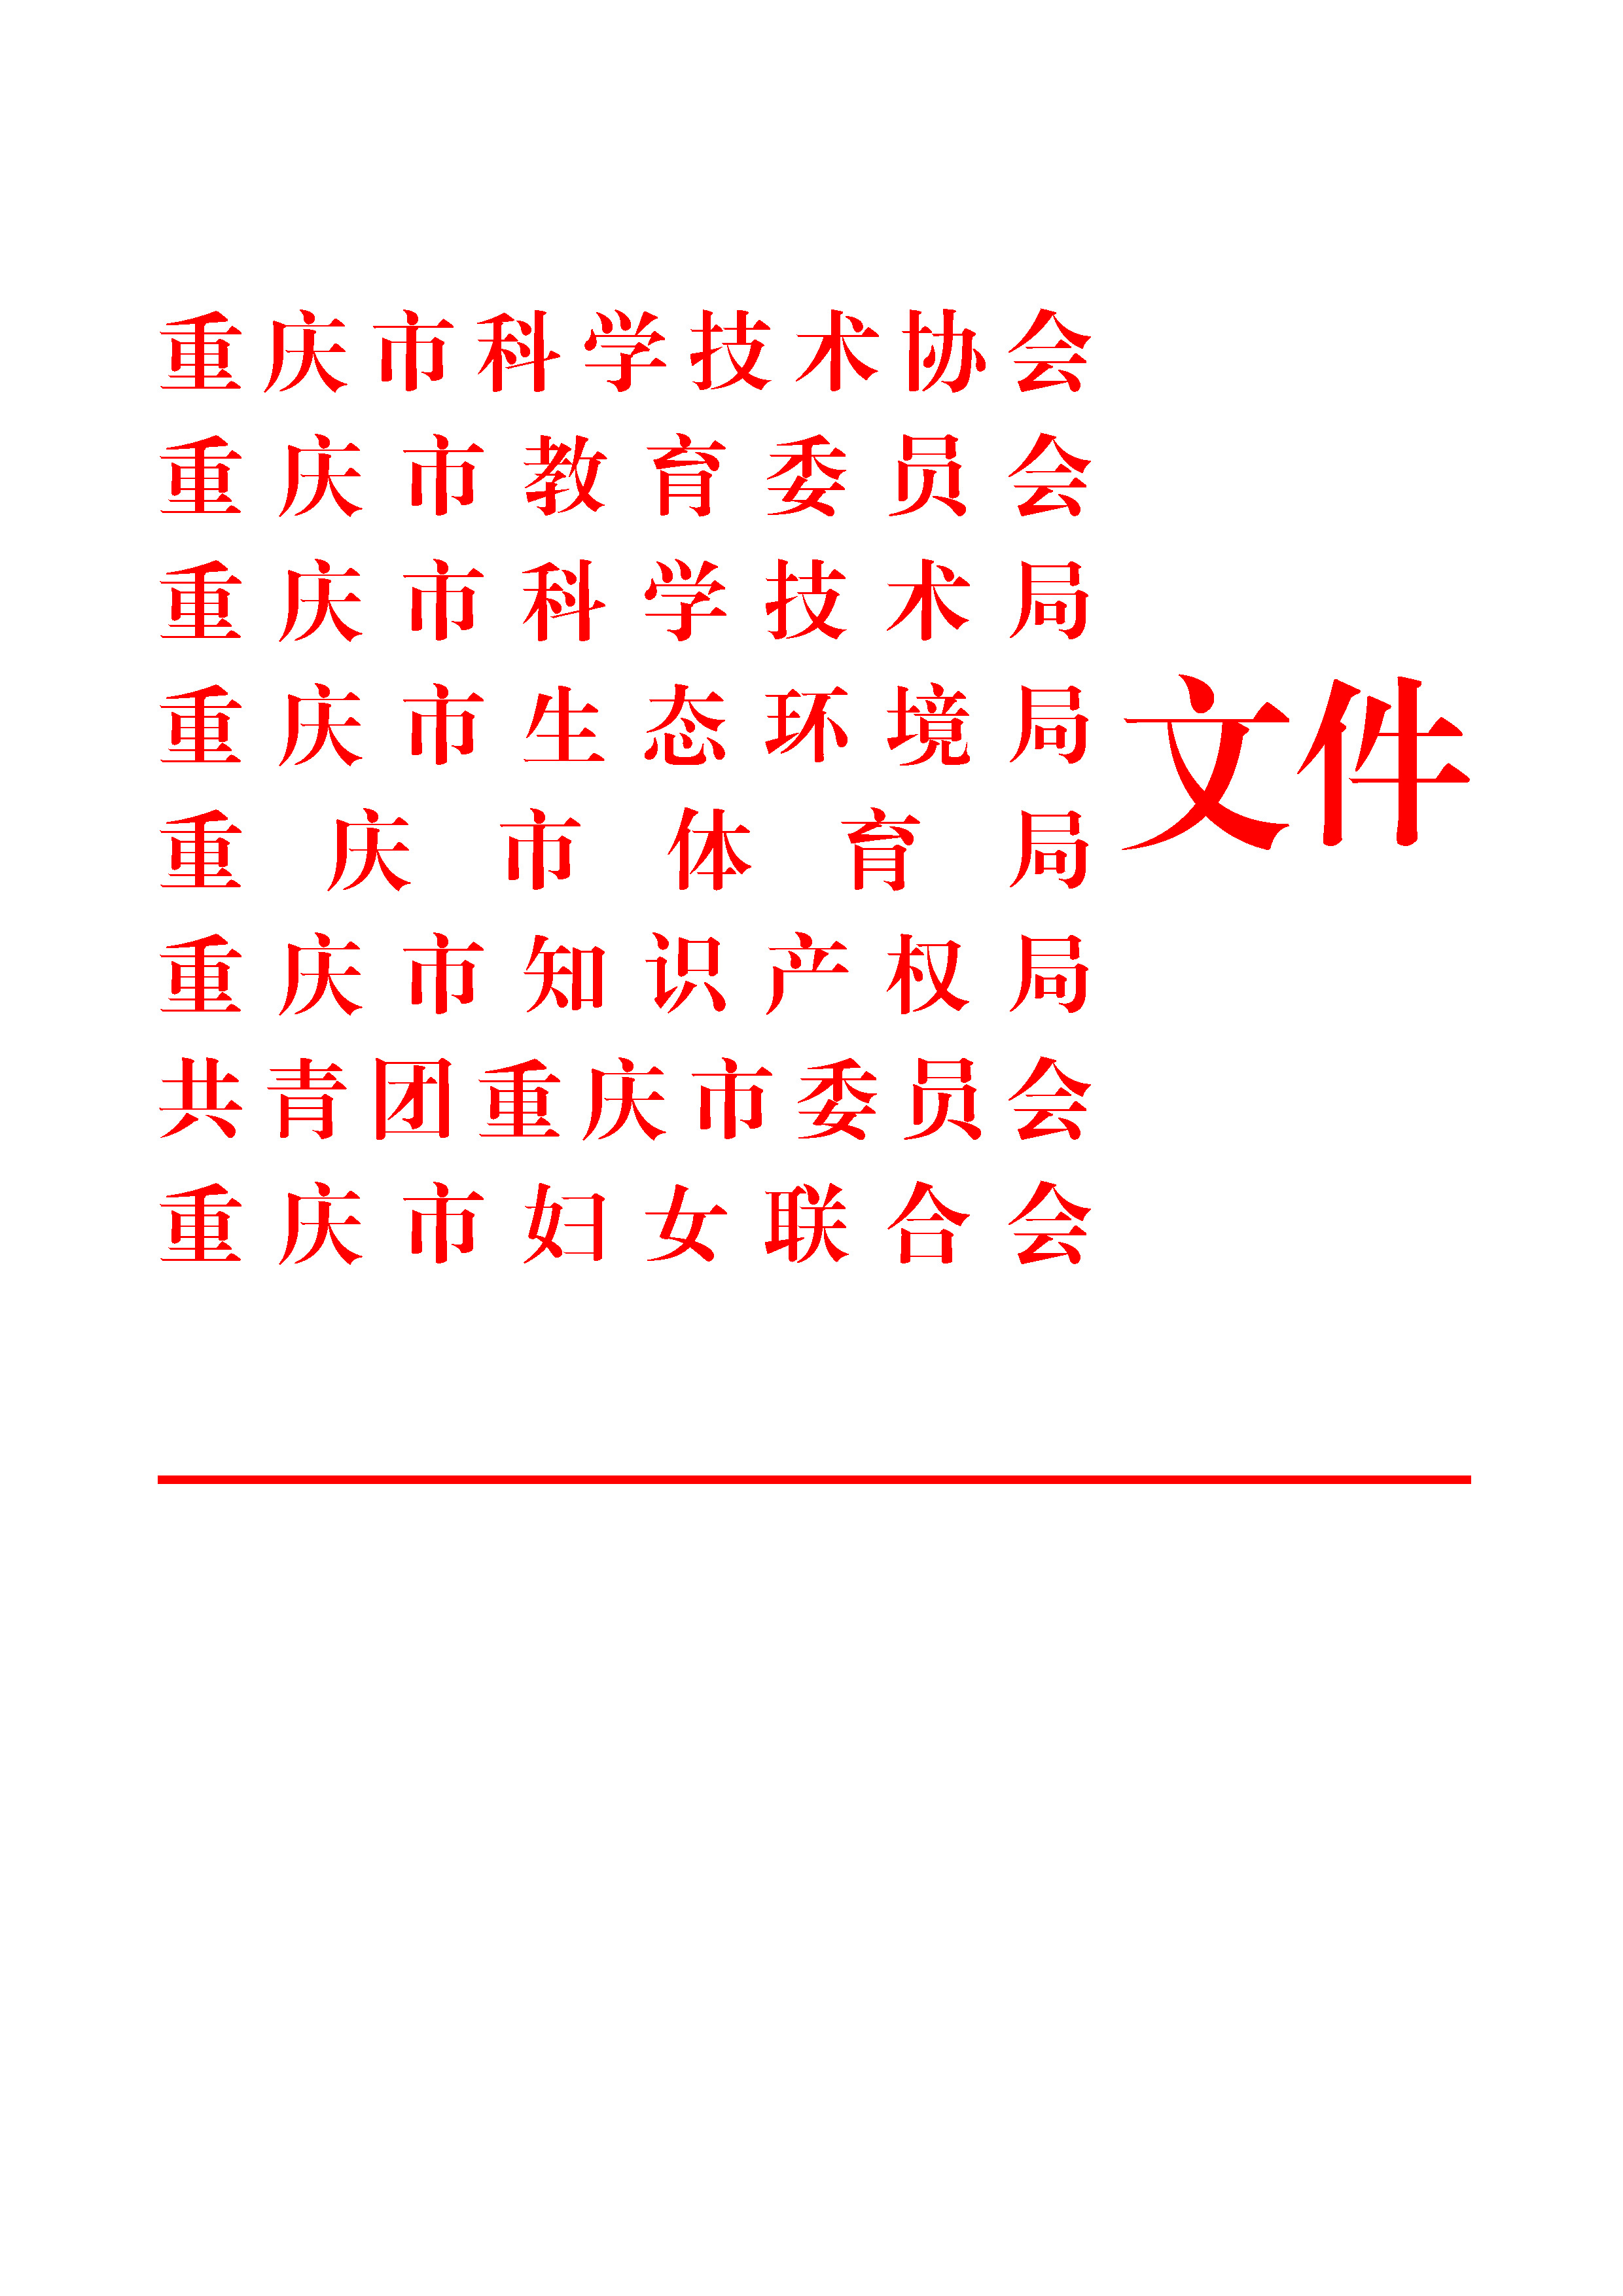 重庆市科学技术协会
重庆市教育委员会
重庆市科学技术局
重庆市生态环境局
文件
重庆市体育局
重庆市知识产权局
共青团重庆市委员会
重庆市妇女联合会